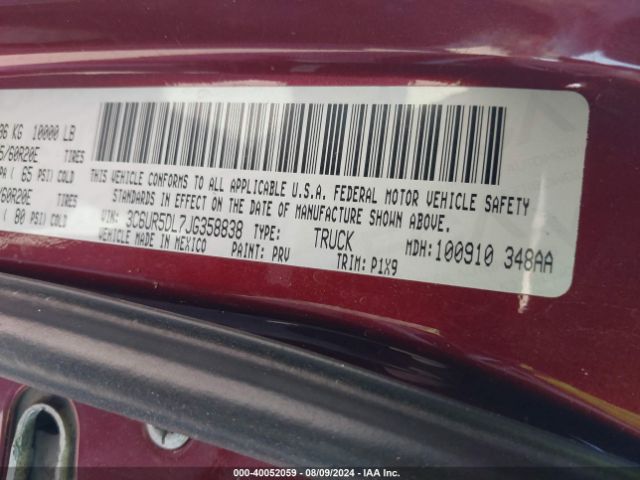 06 KG 10000 LB
5/60R20E TIRES
PA( 65 PSI) COLD
/60R20E TIRES
( 80 PSI) COLD
THIS VEHICLE CONFORMS TO ALL APPLICABLE U.S.A. FEDERAL MOTOR VEHICLE SAFETY
STANDARDS IN EFFECT ON THE DATE OF MANUFACTURE SHOWN ABOVE.
3C6UR5DL7JG358838 TYPE: TRUCK MDH:100910 348AA
VEHICLE MADE IN MEXICO PAINT: PRV TRIM: P1X9
000-40052059 - 08/09/2024 - IAA Inc.